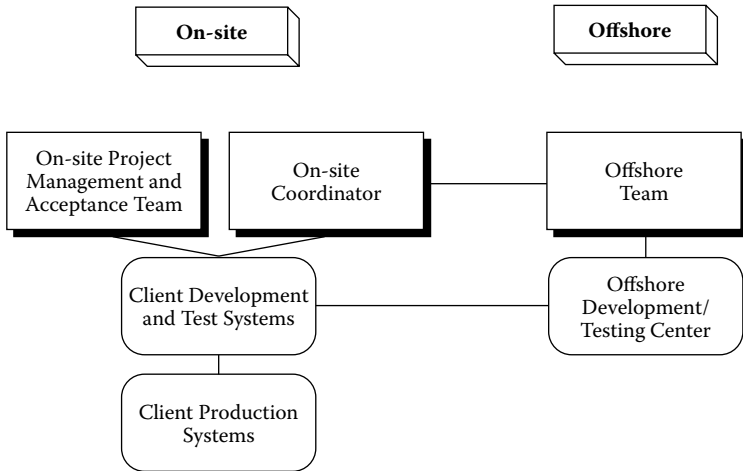 On-site
Offshore
On-site Project
Management and
Acceptance Team
On-site
Coordinator
Offshore
Team
Client Development
and Test Systems
Offshore
Development/
Testing Center
Client Production
Systems